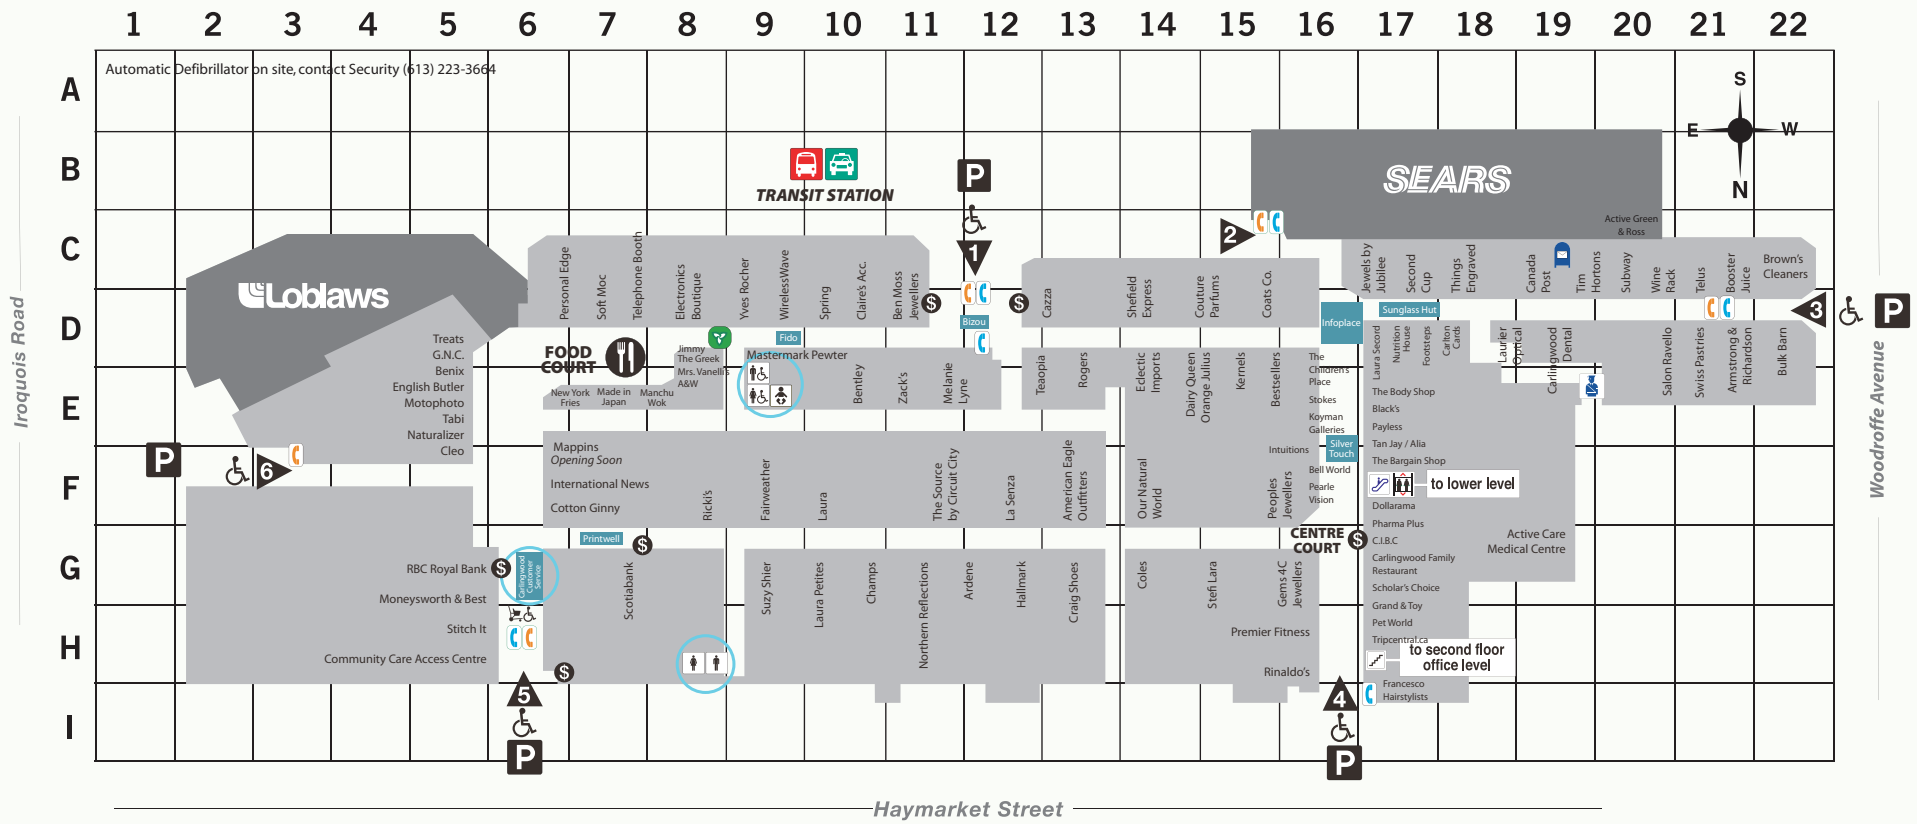 1 2 3 4 5 6 7 8 9 10 11 12 13 14 15 16 17 18 19 20 21 22
A
B
C
D
E
F
G
H
I
Automatic Defibrillator on site, contact Security (613) 223-3664
S
E
W
N
Iroquois Road
Woodroffe Avenue
Haymarket Street
TRANSIT STATION
P
1
2
SEARS
Active Green
& Ross
Loblaws
Personal Edge
Soft Moc
Telephone Booth
Electronics
Boutique
Yves Rocher
WirelessWave
Spring
Claire's Acc.
Ben Moss
Jewellers
$
Bizou
$
Cazza
Shefield
Express
Couture
Parfums
Coats Co.
Infoplace
Jewels by
Jubilee
Second
Cup
Things
Engraved
Canada
Post
Tim
Hortons
Subway
Wine
Rack
Telus
Booster
Juice
Brown's
Cleaners
3
P
Sunglass Hut
Treats
G.N.C.
Benix
English Butler
Motophoto
Tabi
Naturalizer
Cleo
FOOD
COURT
Fido
Jimmy
The Greek
Mrs. Vanelli's
A&W
New York
Fries
Made in
Japan
Manchu
Wok
Mastermark Pewter
Bentley
Zack's
Melanie
Lyne
Teaopia
Rogers
Eclectic
Imports
Dairy Queen
Orange Julius
Kernels
Bestsellers
The
Children's
Place
Stokes
Koyman
Galleries
Silver
Touch
Intuitions
Bell World
Pearle
Vision
Peoples
Jewellers
Our Natural
World
Laura Second
Nutrition
House
Footsteps
Carlton
Cards
Laurier
Optical
Carlingwood
Dental
Salon Ravello
Swiss Pastries
Armstrong &
Richardson
Bulk Barn
The Body Shop
Black's
Payless
Tan Jay / Alia
The Bargain Shop
to lower level
Dollarama
Pharma Plus
C.I.B.C
Carlingwood Family
Restaurant
Scholar's Choice
Grand & Toy
Pet World
Tripcentral.ca
to second floor
office level
Francesco
Hairstylists
Active Care
Medical Centre
P
6
Mappins
Opening Soon
International News
Cotton Ginny
Ricki's
Fairweather
Laura
The Source
by Circuit City
La Senza
American Eagle
Outfitters
CENTRE
COURT
$
Printwell
$
RBC Royal Bank
$
Carlingwood
Customer
Service
Moneysworth & Best
Stitch It
Community Care Access Centre
Scotiabank
$
Suzy Shier
Laura Petites
Champs
Northern Reflections
Ardene
Hallmark
Craig Shoes
Coles
Stefi Lara
Gems 4C
Jewellers
Premier Fitness
Rinaldo's
5
P
4
P